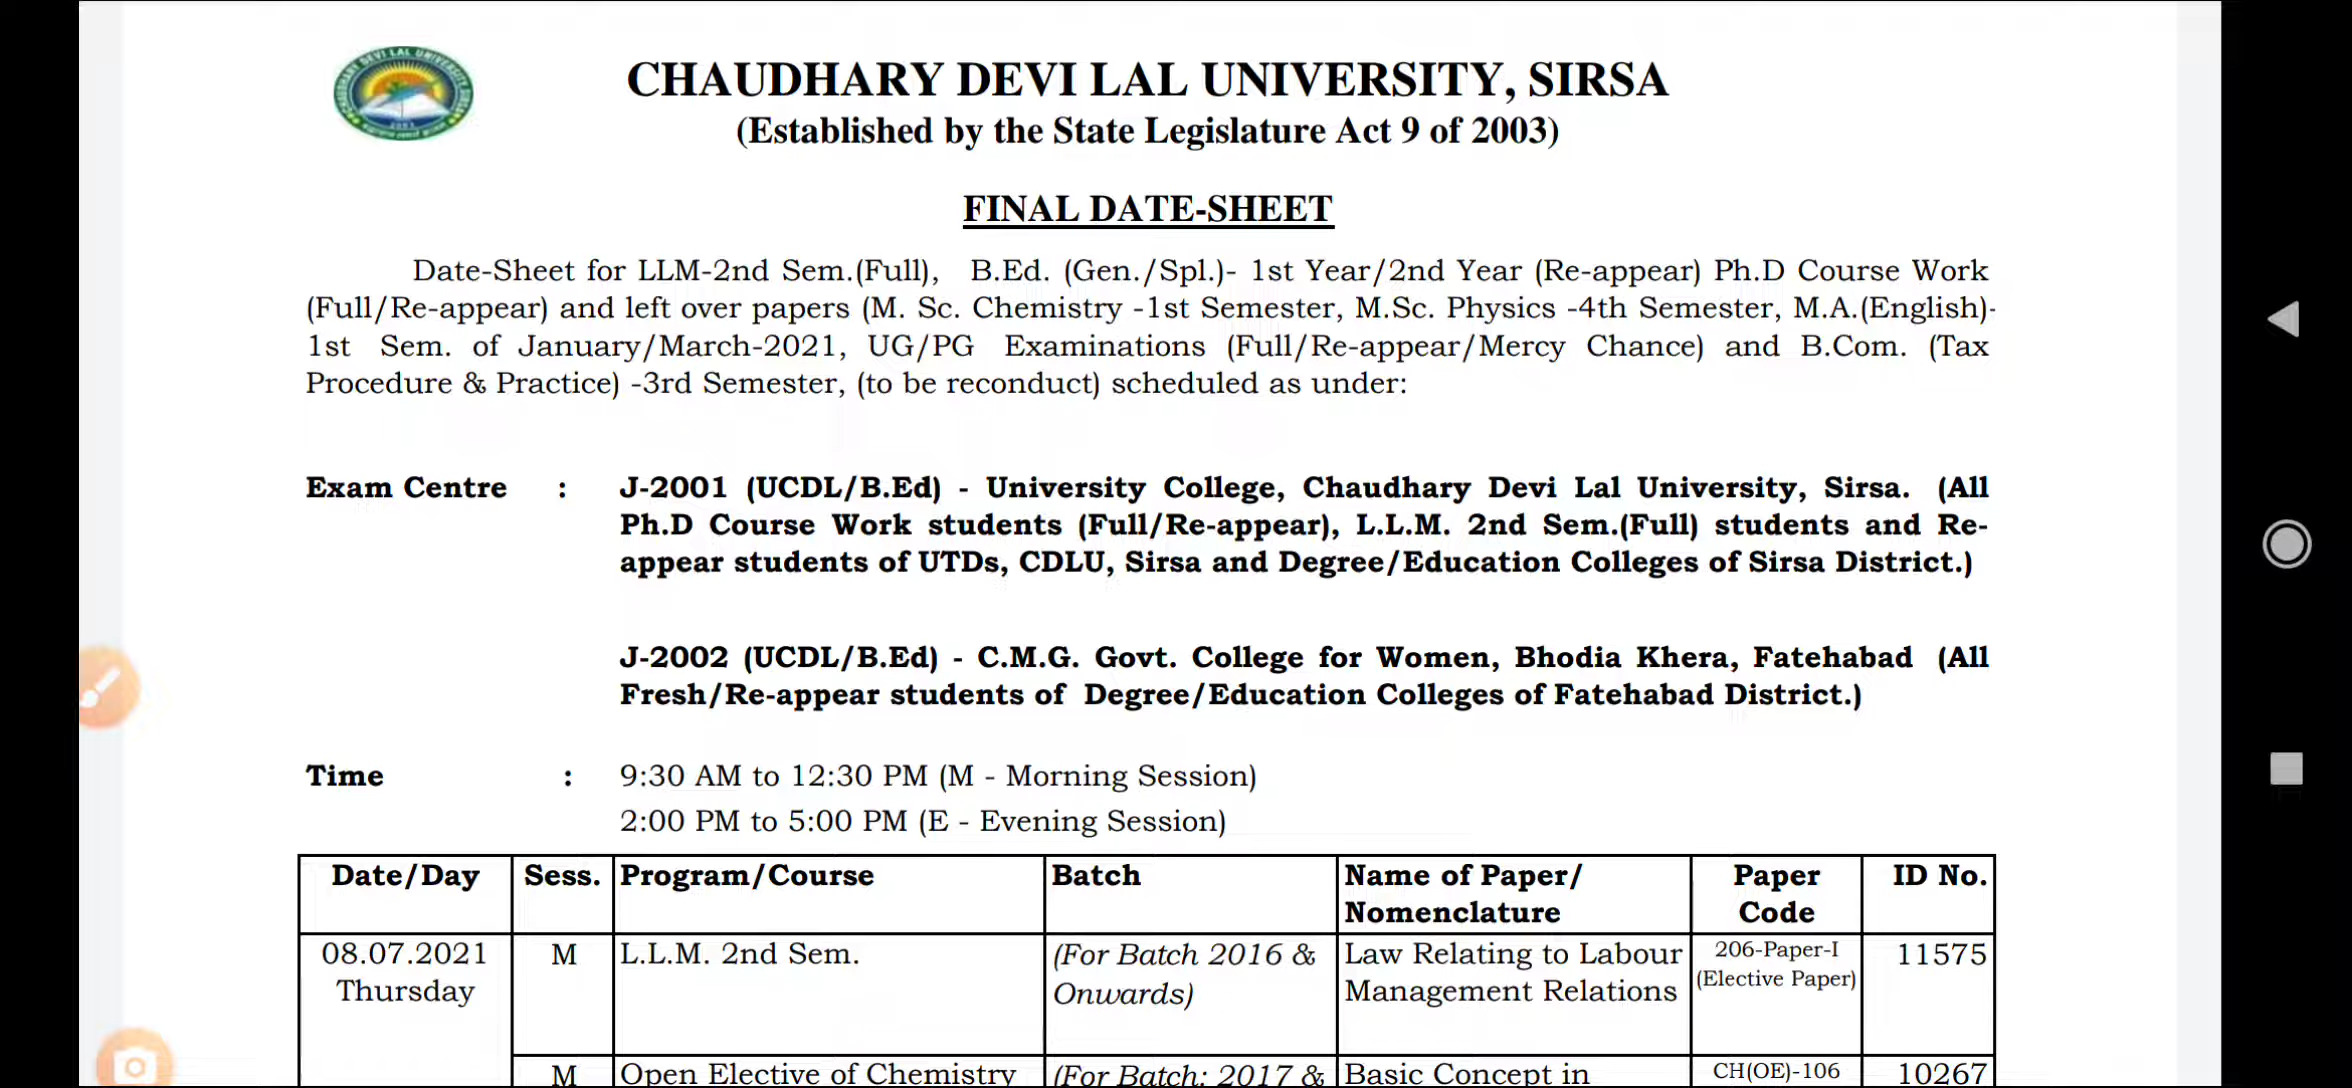 CHAUDHARY DEVI LAL UNIVERSITY, SIRSA
(Established by the State Legislature Act 9 of 2003)
FINAL DATE-SHEET
Date-Sheet for LLM-2nd Sem.(Full), B.Ed. (Gen./Spl.)- 1st Year/2nd Year (Re-appear) Ph.D Course Work
(Full/Re-appear) and left over papers (M. Sc. Chemistry -1st Semester, M.Sc. Physics -4th Semester, M.A.(English)-
1st Sem. of January/March-2021, UG/PG Examinations (Full/Re-appear/Mercy Chance) and B.Com. (Tax
Procedure & Practice) -3rd Semester, (to be reconduct) scheduled as under:
Exam Centre : J-2001 (UCDL/B.Ed) - University College, Chaudhary Devi Lal University, Sirsa. (All
Ph.D Course Work students (Full/Re-appear), L.L.M. 2nd Sem.(Full) students and Re-
appear students of UTDs, CDLU, Sirsa and Degree/Education Colleges of Sirsa District.)
J-2002 (UCDL/B.Ed) - C.M.G. Govt. College for Women, Bhodia Khera, Fatehabad (All
Fresh/Re-appear students of Degree/Education Colleges of Fatehabad District.)
Time : 9:30 AM to 12:30 PM (M - Morning Session)
2:00 PM to 5:00 PM (E - Evening Session)
Date/Day Sess. Program/Course Batch Name of Paper/ Paper ID No.
Nomenclature Code
08.07.2021 M L.L.M. 2nd Sem. (For Batch 2016 & Law Relating to Labour 206-Paper-I 11575
Thursday Onwards) Management Relations (Elective Paper)
M Open Elective of Chemistry (For Batch: 2017 & Basic Concept in CH(OE)-106 10267